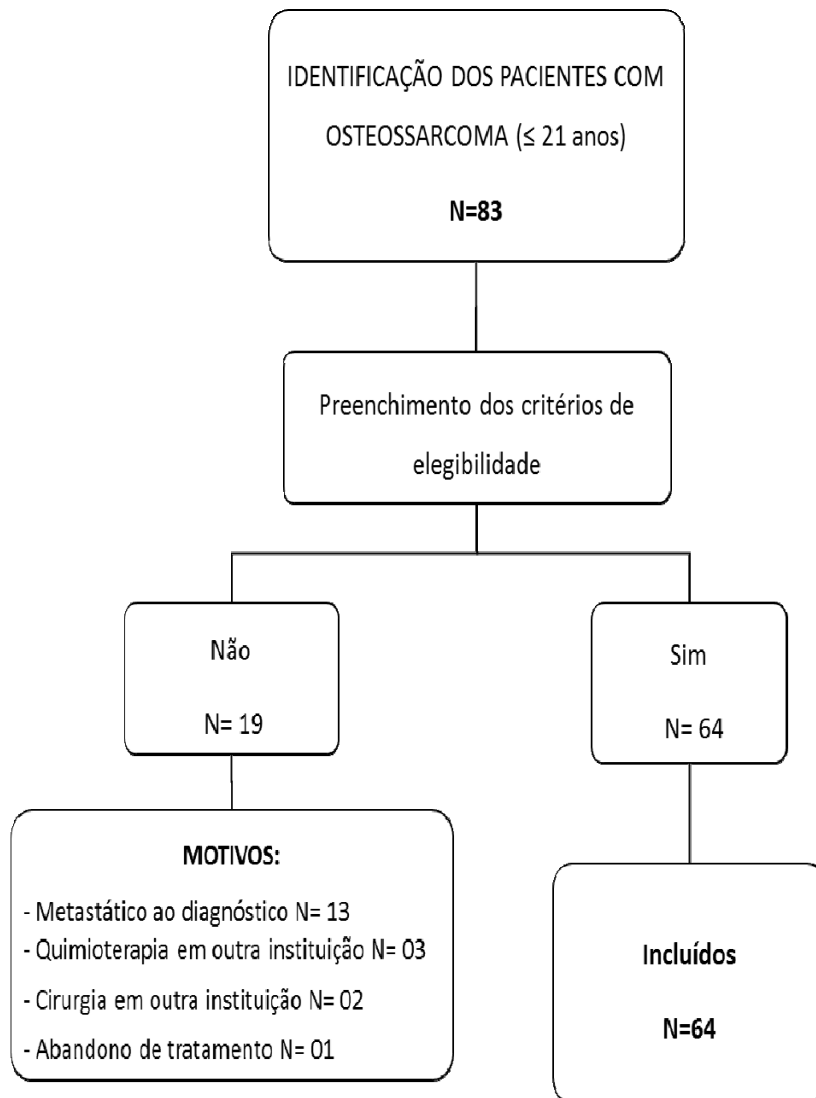 IDENTIFICAÇÃO DOS PACIENTES COM
OSTEOSSARCOMA (≤ 21 anos)
N=83
Preenchimento dos critérios de
elegibilidade
Não
N= 19
Sim
N= 64
MOTIVOS:
- Metastático ao diagnóstico N= 13
- Quimioterapia em outra instituição N= 03
- Cirurgia em outra instituição N= 02
- Abandono de tratamento N= 01
Incluídos
N=64